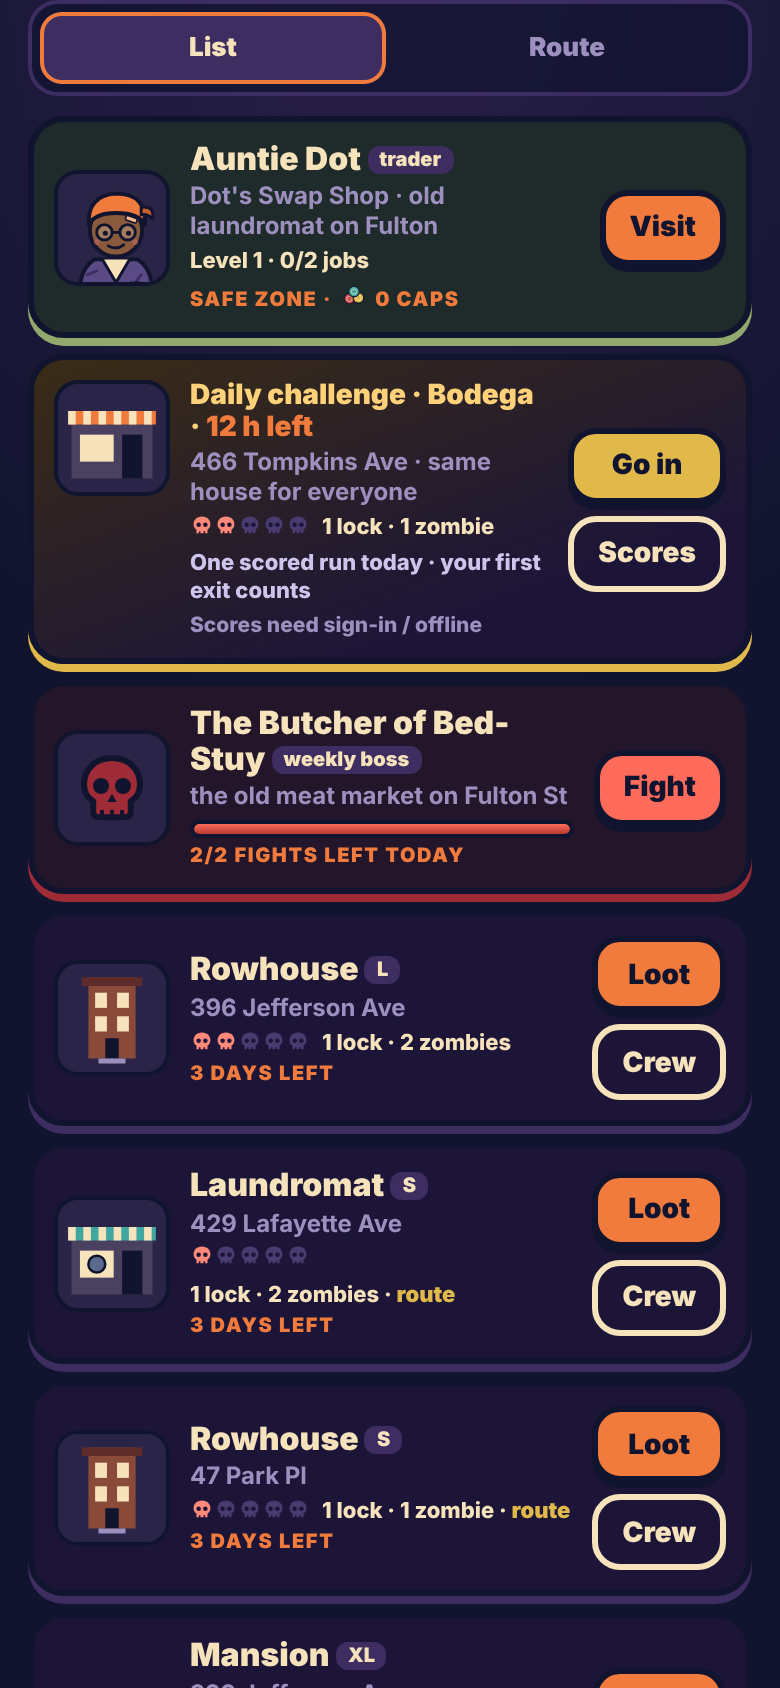 List
Route
Auntie Dot trader
Dot's Swap Shop · old
laundromat on Fulton
Level 1 · 0/2 jobs
SAFE ZONE · 0 CAPS
Visit
Daily challenge · Bodega
· 12 h left
466 Tompkins Ave · same
house for everyone
1 lock · 1 zombie
One scored run today · your first
exit counts
Scores need sign-in / offline
Go in
Scores
The Butcher of Bed-
Stuy weekly boss
the old meat market on Fulton St
2/2 FIGHTS LEFT TODAY
Fight
Rowhouse L
396 Jefferson Ave
1 lock · 2 zombies
3 DAYS LEFT
Loot
Crew
Laundromat S
429 Lafayette Ave
1 lock · 2 zombies · route
3 DAYS LEFT
Loot
Crew
Rowhouse S
47 Park Pl
1 lock · 1 zombie · route
3 DAYS LEFT
Loot
Crew
Mansion XL